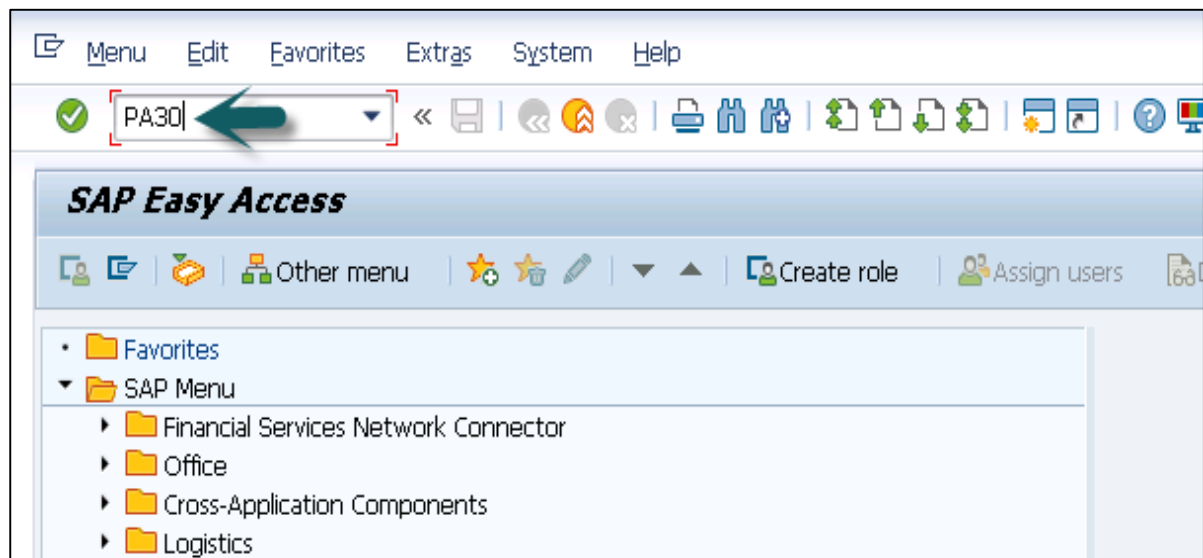 Menu Edit Favorites Extras System Help
PA30
SAP Easy Access
Other menu Create role Assign users
Favorites
SAP Menu
Financial Services Network Connector
Office
Cross-Application Components
Logistics